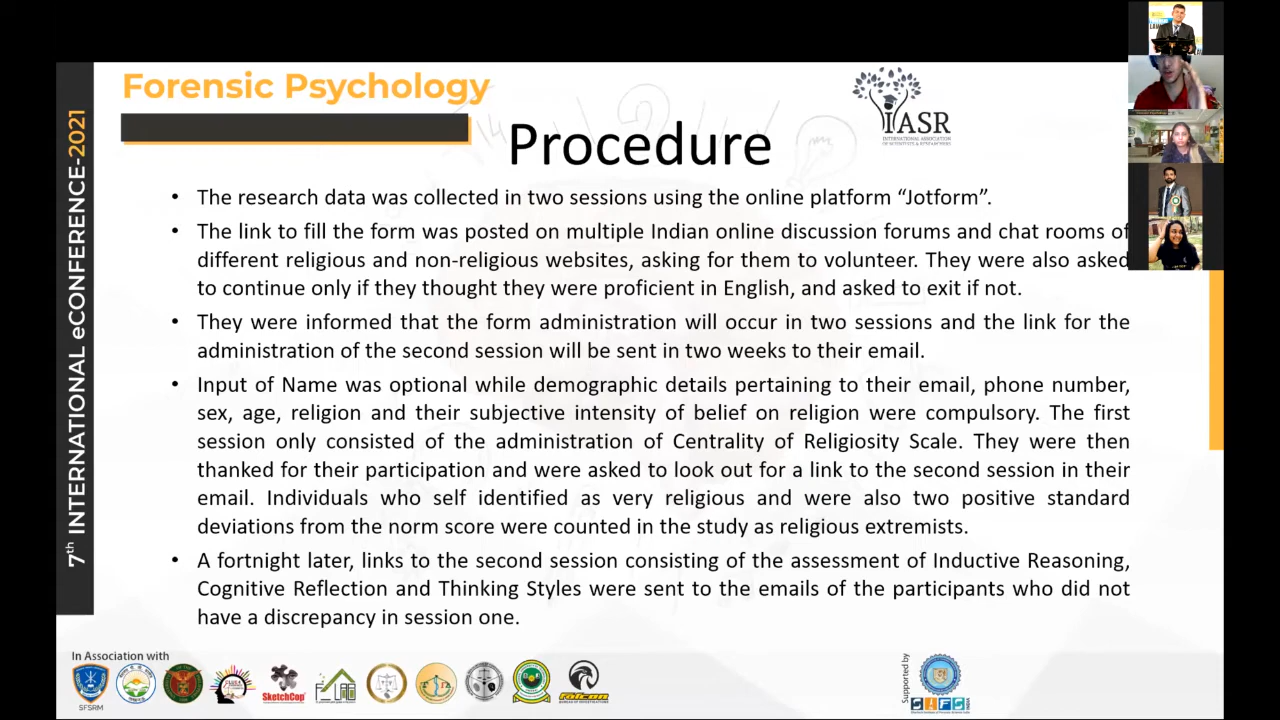 Forensic Psychology
IASR
INTERNATIONAL ASSOCIATION
OF SCIENTISTS & RESEARCHERS
7th INTERNATIONAL eCONFERENCE-2021
Procedure
• The research data was collected in two sessions using the online platform “Jotform”.
• The link to fill the form was posted on multiple Indian online discussion forums and chat rooms of
different religious and non-religious websites, asking for them to volunteer. They were also asked
to continue only if they thought they were proficient in English, and asked to exit if not.
• They were informed that the form administration will occur in two sessions and the link for the
administration of the second session will be sent in two weeks to their email.
• Input of Name was optional while demographic details pertaining to their email, phone number,
sex, age, religion and their subjective intensity of belief on religion were compulsory. The first
session only consisted of the administration of Centrality of Religiosity Scale. They were then
thanked for their participation and were asked to look out for a link to the second session in their
email. Individuals who self identified as very religious and were also two positive standard
deviations from the norm score were counted in the study as religious extremists.
• A fortnight later, links to the second session consisting of the assessment of Inductive Reasoning,
Cognitive Reflection and Thinking Styles were sent to the emails of the participants who did not
have a discrepancy in session one.
In Association with
SFSRM
SketchCop
FALCON
Supported by
SIFS
INDIA